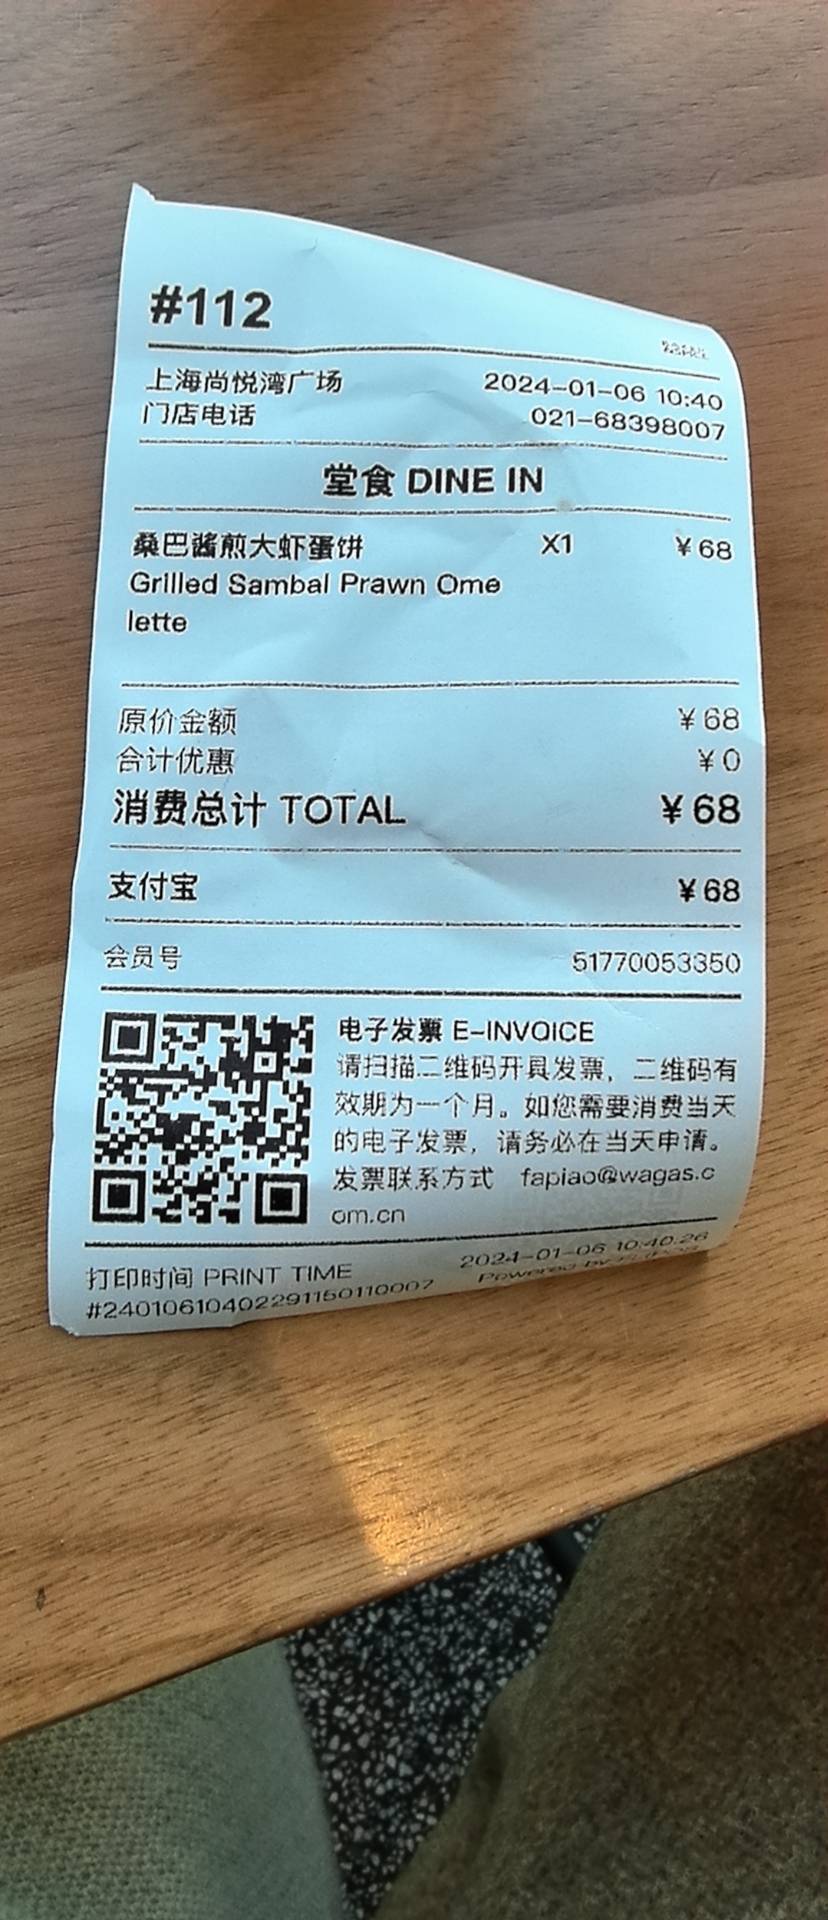 #112
上海尚悦湾广场 2024-01-06 10:40
门店电话 021-68398007
堂食 DINE IN
桑巴酱煎大虾蛋饼 X1 ¥68
Grilled Sambal Prawn Ome
lette
原价金额 ¥68
合计优惠 ¥0
消费总计 TOTAL ¥68
支付宝 ¥68
会员号 51770053350
电子发票 E-INVOICE
请扫描二维码开具发票，二维码有
效期为一个月。如您需要消费当天
的电子发票，请务必在当天申请。
发票联系方式 fapiao@wagas.c
om.cn
打印时间 PRINT TIME 2024-01-06 10:40:26
#240106104022911150110007 Powered by